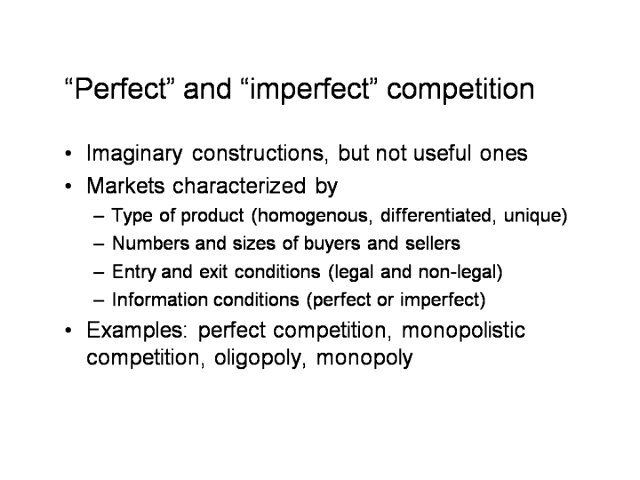 “Perfect” and “imperfect” competition
• Imaginary constructions, but not useful ones
• Markets characterized by
– Type of product (homogenous, differentiated, unique)
– Numbers and sizes of buyers and sellers
– Entry and exit conditions (legal and non-legal)
– Information conditions (perfect or imperfect)
• Examples: perfect competition, monopolistic
competition, oligopoly, monopoly